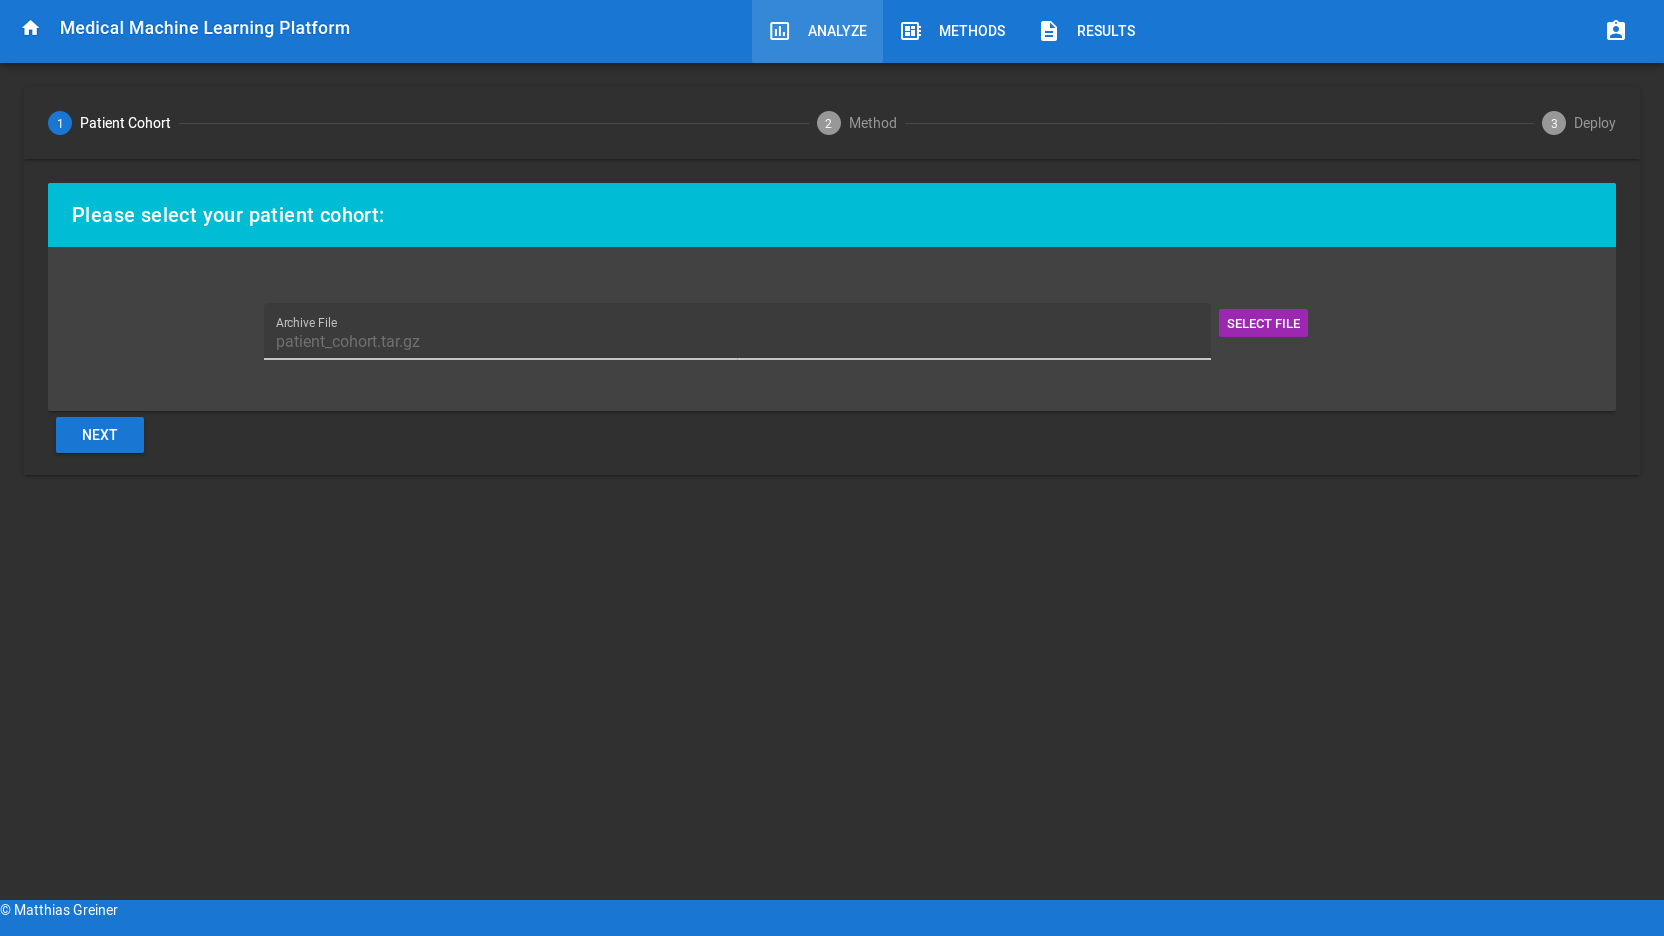 Medical Machine Learning Platform
ANALYZE
METHODS
RESULTS
1 Patient Cohort
2 Method
3 Deploy
Please select your patient cohort:
Archive File
patient_cohort.tar.gz
SELECT FILE
NEXT
© Matthias Greiner